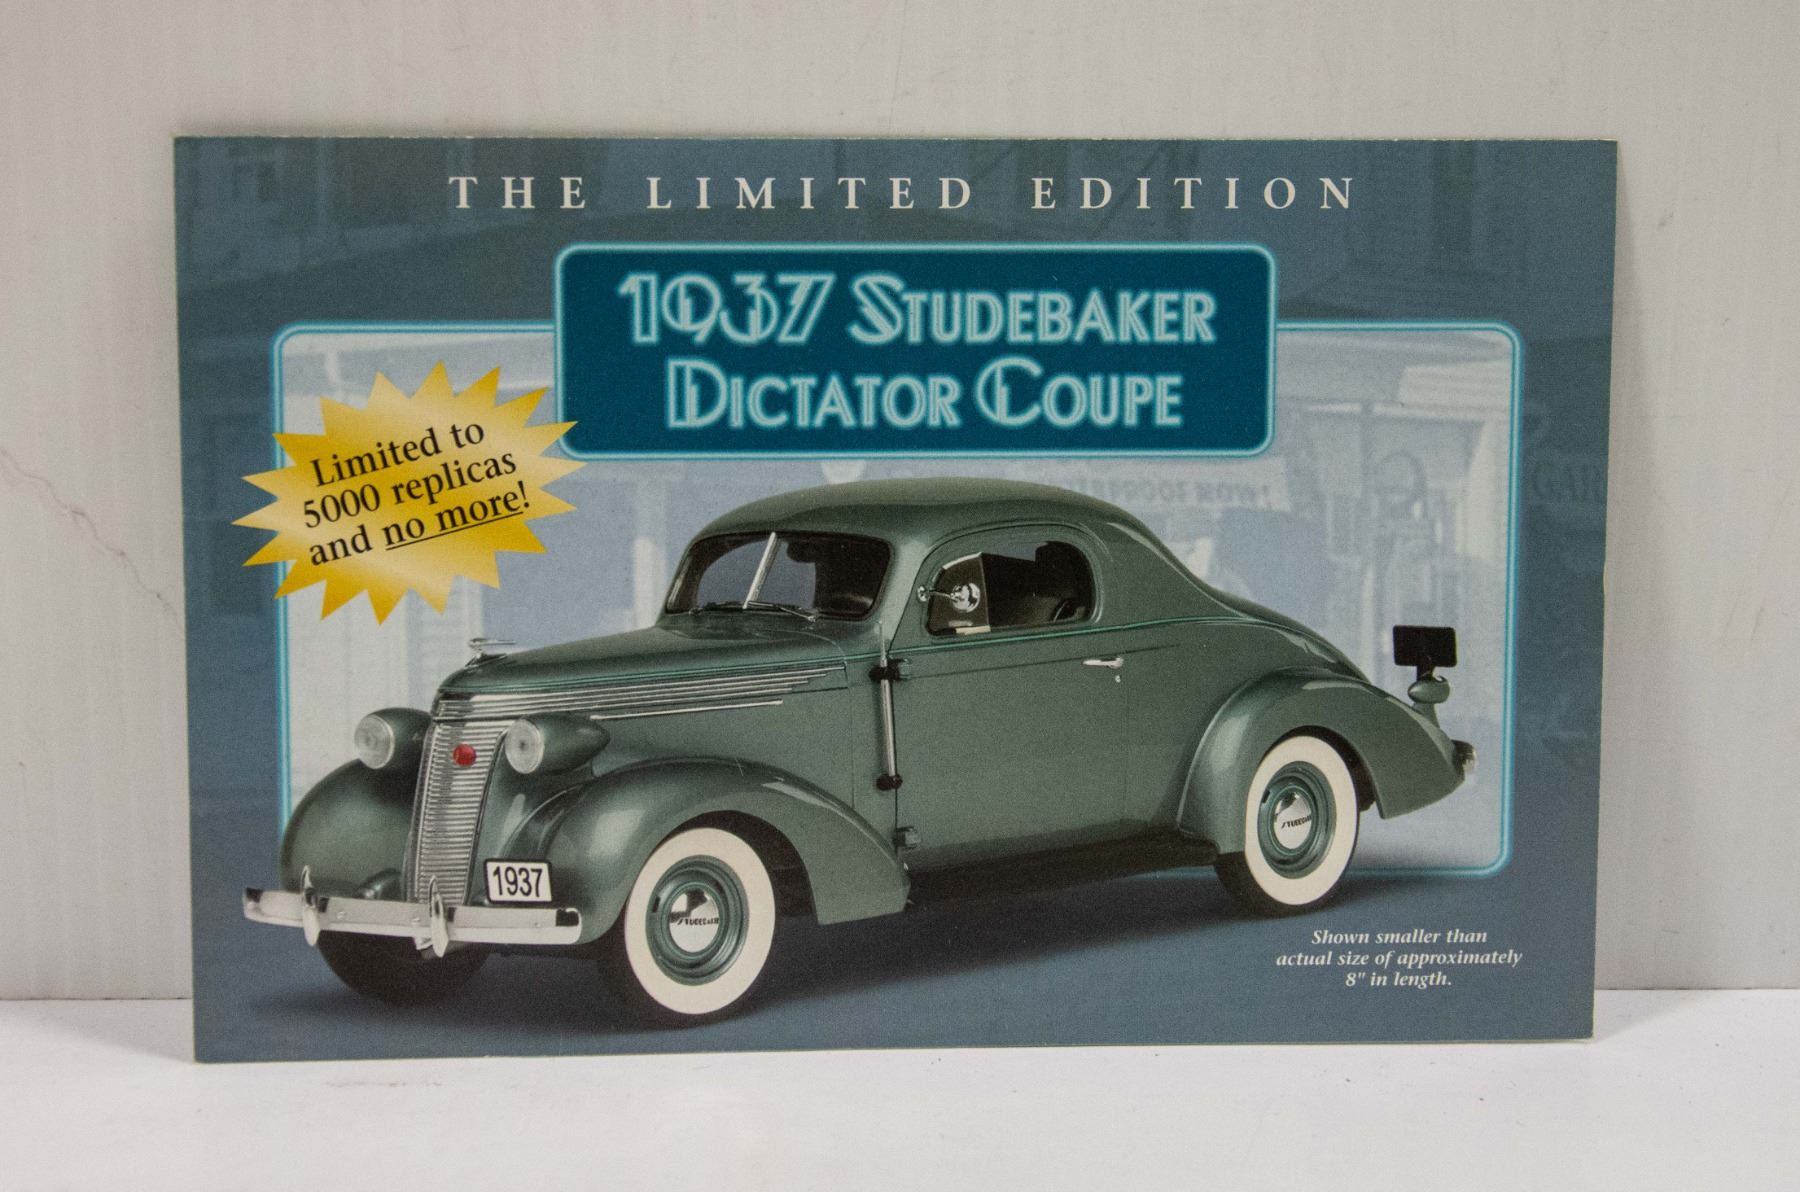 THE LIMITED EDITION
1937 STUDEBAKER
DICTATOR COUPE
Limited to
5000 replicas
and no more!
1937
STUDEBAKER
Shown smaller than
actual size of approximately
8" in length.